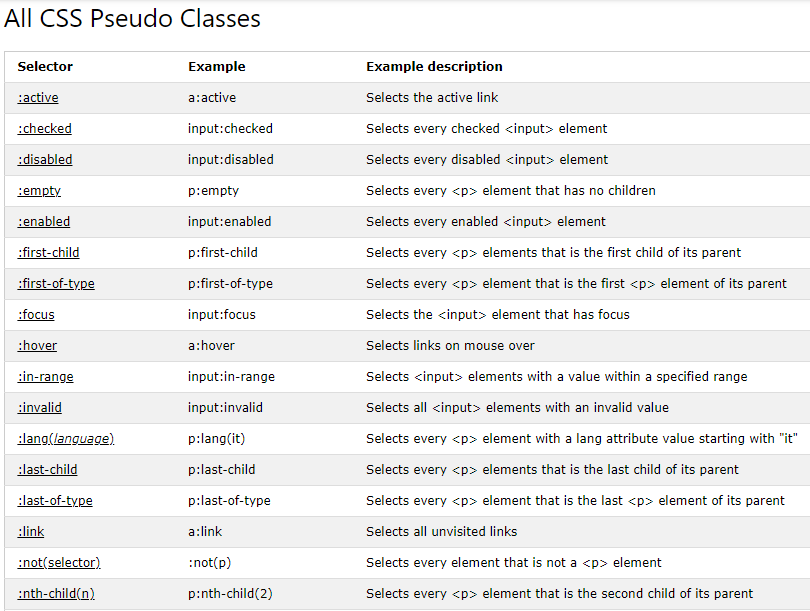 All CSS Pseudo Classes
Selector Example Example description
:active a:active Selects the active link
:checked input:checked Selects every checked <input> element
:disabled input:disabled Selects every disabled <input> element
:empty p:empty Selects every <p> element that has no children
:enabled input:enabled Selects every enabled <input> element
:first-child p:first-child Selects every <p> elements that is the first child of its parent
:first-of-type p:first-of-type Selects every <p> element that is the first <p> element of its parent
:focus input:focus Selects the <input> element that has focus
:hover a:hover Selects links on mouse over
:in-range input:in-range Selects <input> elements with a value within a specified range
:invalid input:invalid Selects all <input> elements with an invalid value
:lang(language) p:lang(it) Selects every <p> element with a lang attribute value starting with "it"
:last-child p:last-child Selects every <p> elements that is the last child of its parent
:last-of-type p:last-of-type Selects every <p> element that is the last <p> element of its parent
:link a:link Selects all unvisited links
:not(selector) :not(p) Selects every element that is not a <p> element
:nth-child(n) p:nth-child(2) Selects every <p> element that is the second child of its parent